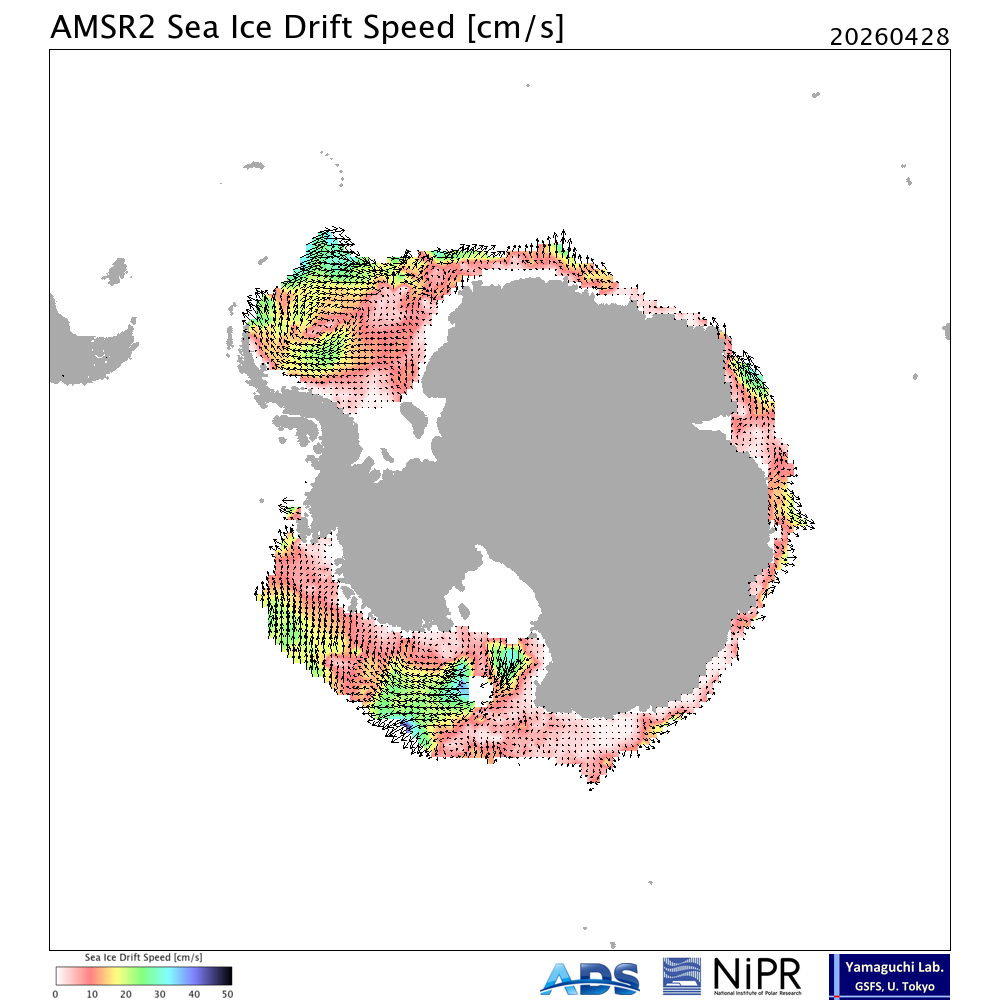 AMSR2 Sea Ice Drift Speed [cm/s]
20260428
Sea Ice Drift Speed [cm/s]
0 10 20 30 40 50
ADS
NiPR
National Institute of Polar Research
Yamaguchi Lab.
GSFS, U. Tokyo